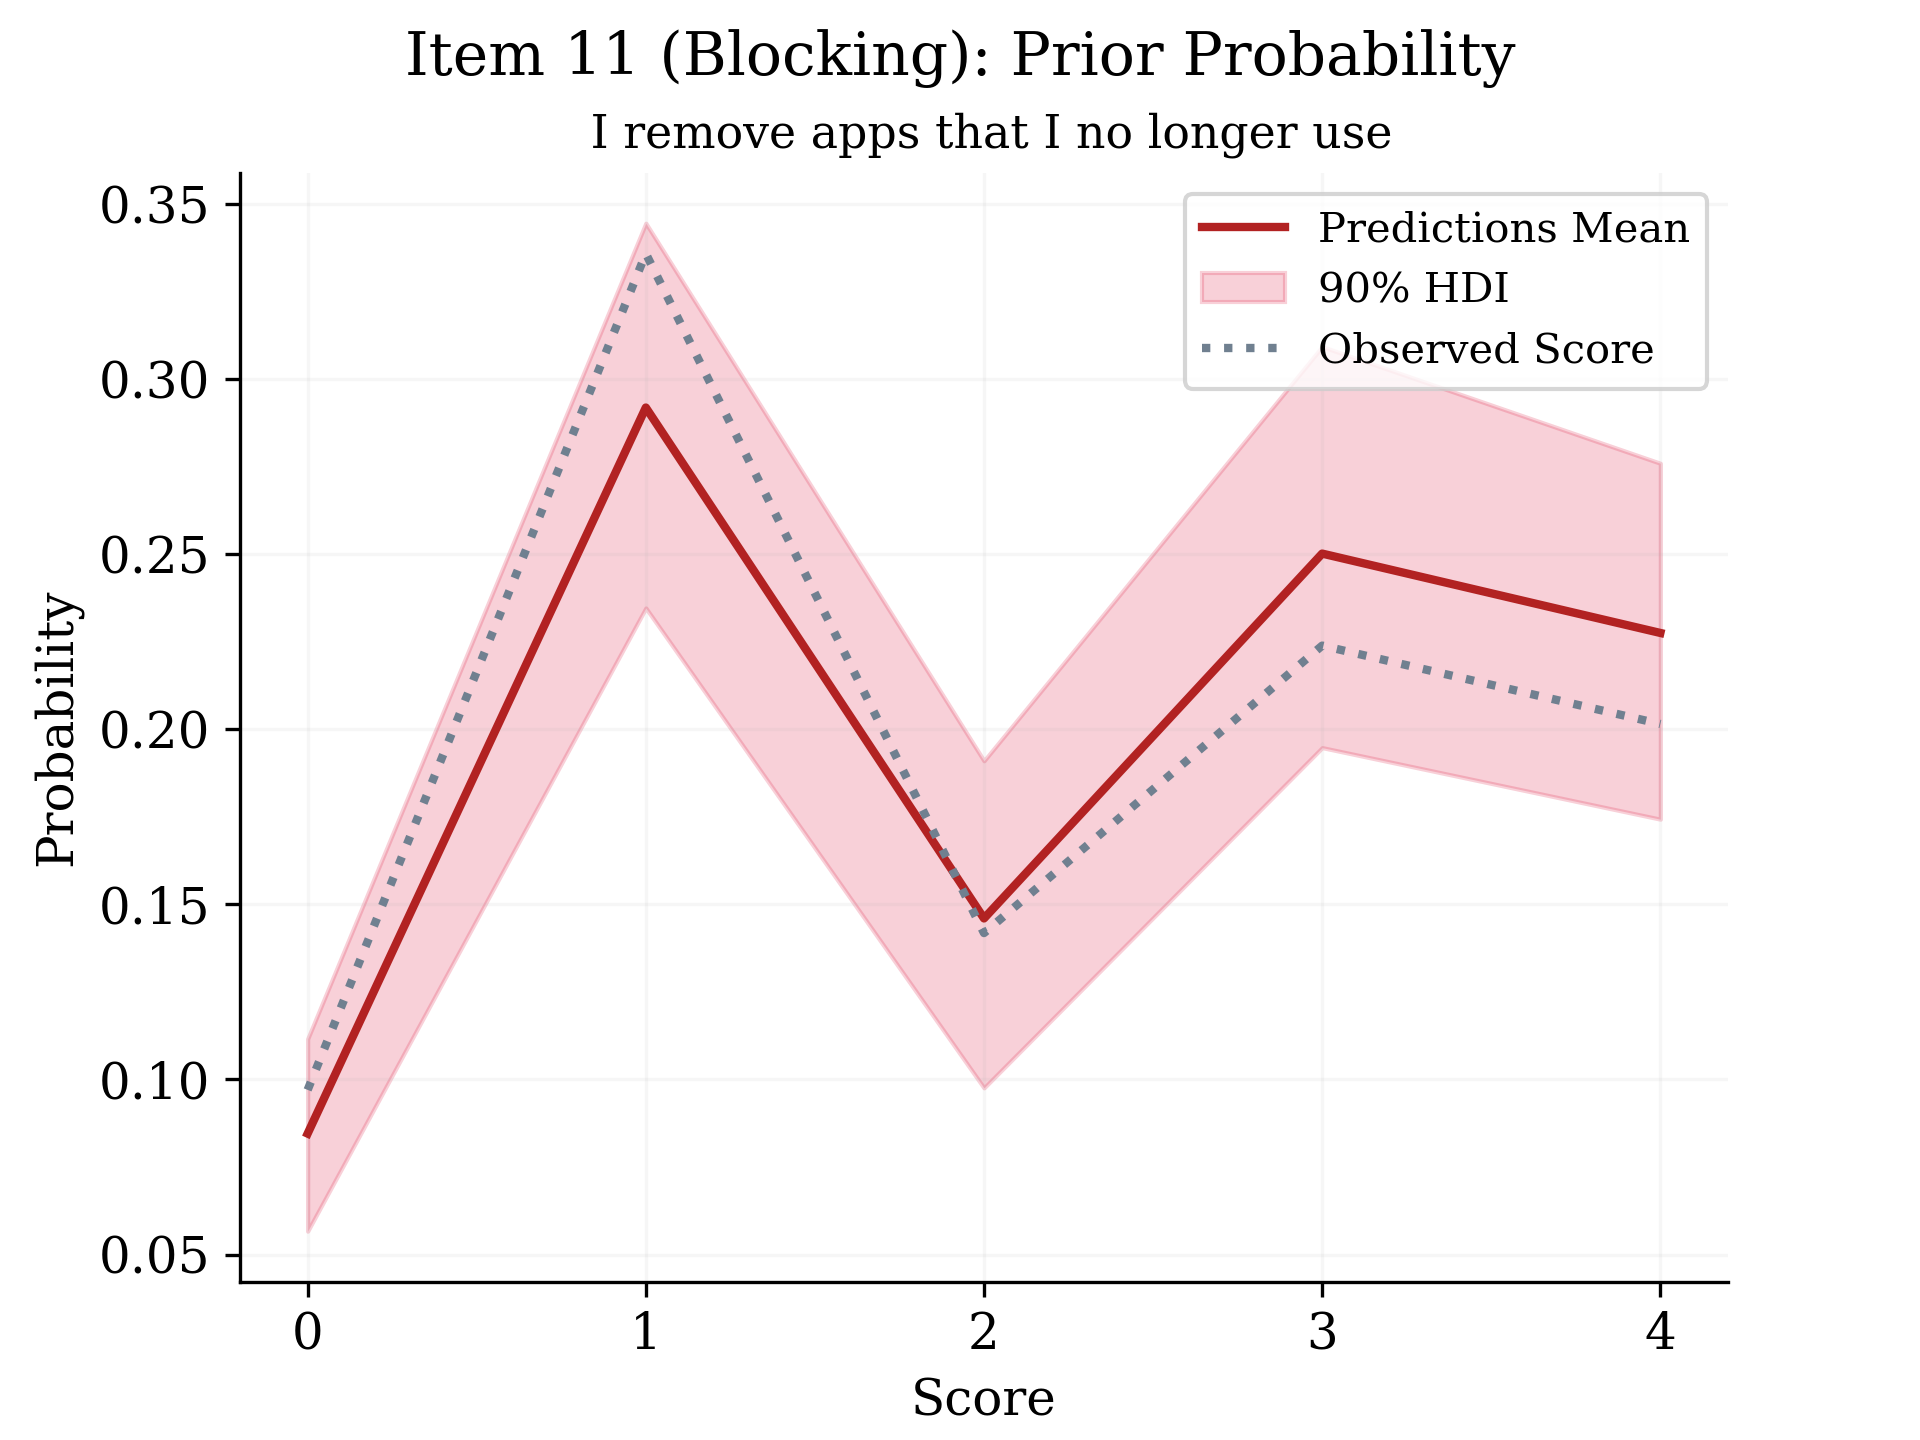 Item 11 (Blocking): Prior Probability
I remove apps that I no longer use
Predictions Mean
90% HDI
Observed Score
Probability
0.35
0.30
0.25
0.20
0.15
0.10
0.05
0 1 2 3 4
Score